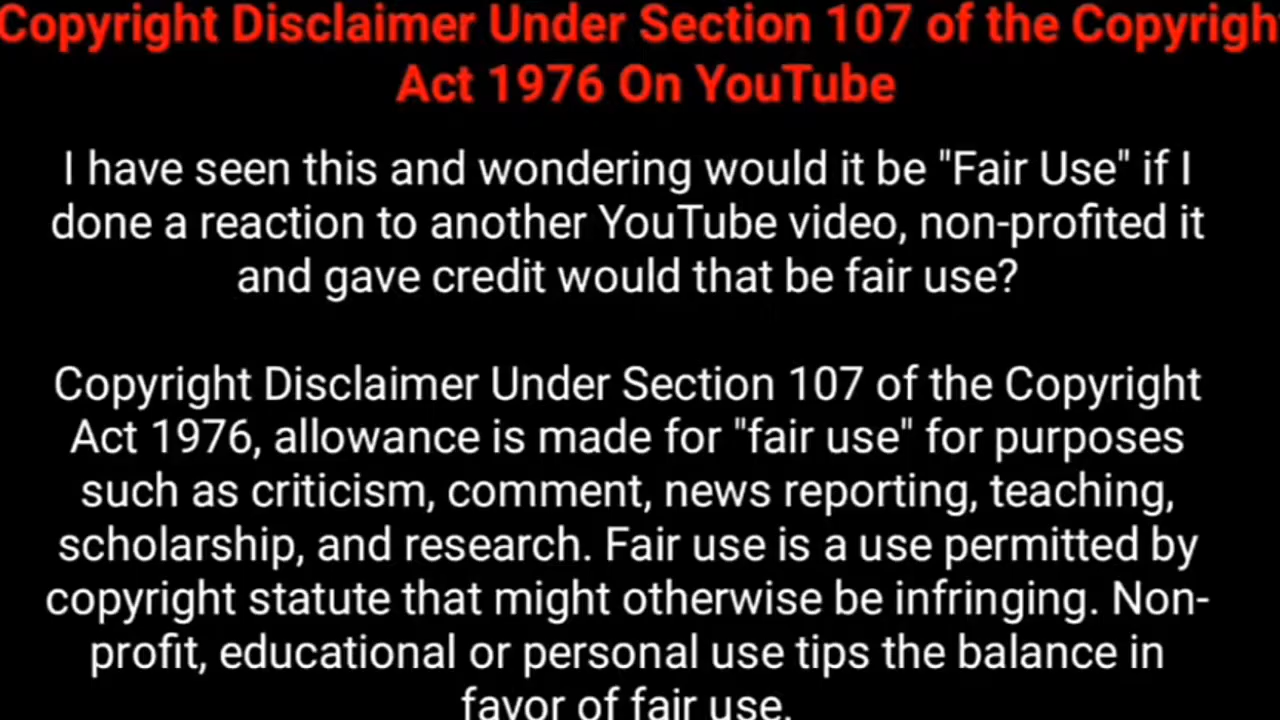 Copyright Disclaimer Under Section 107 of the Copyrigh
Act 1976 On YouTube
I have seen this and wondering would it be "Fair Use" if I
done a reaction to another YouTube video, non-profited it
and gave credit would that be fair use?
Copyright Disclaimer Under Section 107 of the Copyright
Act 1976, allowance is made for "fair use" for purposes
such as criticism, comment, news reporting, teaching,
scholarship, and research. Fair use is a use permitted by
copyright statute that might otherwise be infringing. Non-
profit, educational or personal use tips the balance in
favor of fair use.